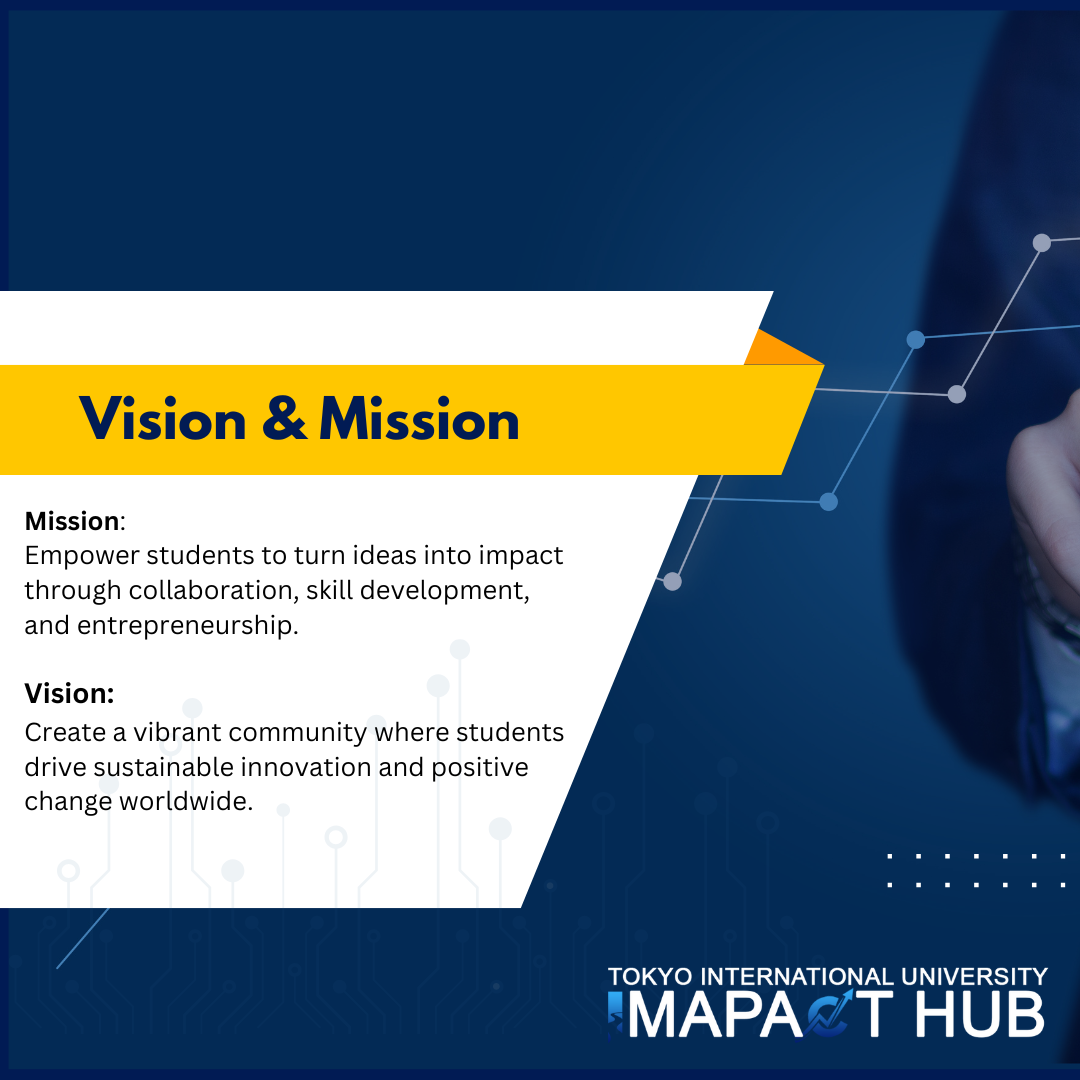 Vision & Mission
Mission:
Empower students to turn ideas into impact
through collaboration, skill development,
and entrepreneurship.
Vision:
Create a vibrant community where students
drive sustainable innovation and positive
change worldwide.
TOKYO INTERNATIONAL UNIVERSITY
IMAPACT HUB